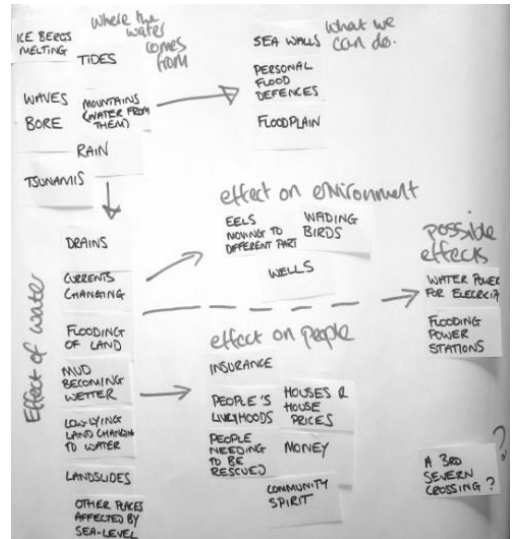 where the
water
comes
from
ICE BERGS
MELTING
TIDES
WAVES
BORE
MOUNTAINS
(WATER FROM
THEM)
RAIN
TSUNAMIS
what we
can do.
SEA WALLS
PERSONAL
FLOOD
DEFENCES
FLOODPLAIN
Effect of water
DRAINS
CURRENTS
CHANGING
FLOODING
OF LAND
MUD
BECOMING
WETTER
LOW-LYING
LAND CHANGING
TO WATER
LANDSLIDES
OTHER PLACES
AFFECTED BY
SEA-LEVEL
effect on environment
EELS
MOVING TO
DIFFERENT PART
WADING
BIRDS
WELLS
effect on people
INSURANCE
PEOPLE'S
LIVLIHOODS
HOUSES &
HOUSE
PRICES
PEOPLE
NEEDING
TO BE
RESCUED
MONEY
COMMUNITY
SPIRIT
possible
effects
WATER POWER
FOR ELECRICITY
FLOODING
POWER
STATIONS
?
A 3RD
SEVERN
CROSSING?